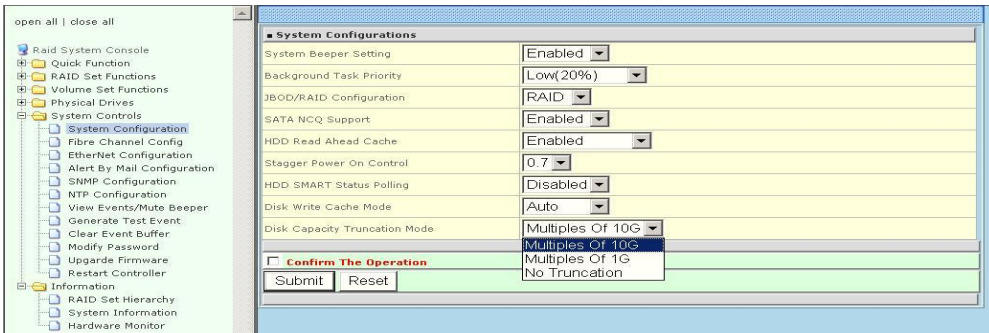 open all | close all
Raid System Console
Quick Function
RAID Set Functions
Volume Set Functions
Physical Drives
System Controls
System Configuration
Fibre Channel Config
EtherNet Configuration
Alert By Mail Configuration
SNMP Configuration
NTP Configuration
View Events/Mute Beeper
Generate Test Event
Clear Event Buffer
Modify Password
Upgarde Firmware
Restart Controller
Information
RAID Set Hierarchy
System Information
Hardware Monitor
System Configurations
System Beeper Setting Enabled
Background Task Priority Low(20%)
JBOD/RAID Configuration RAID
SATA NCQ Support Enabled
HDD Read Ahead Cache Enabled
Stagger Power On Control 0.7
HDD SMART Status Polling Disabled
Disk Write Cache Mode Auto
Disk Capacity Truncation Mode Multiples Of 10G
Multiples Of 10G
Multiples Of 1G
No Truncation
Confirm The Operation
Submit Reset